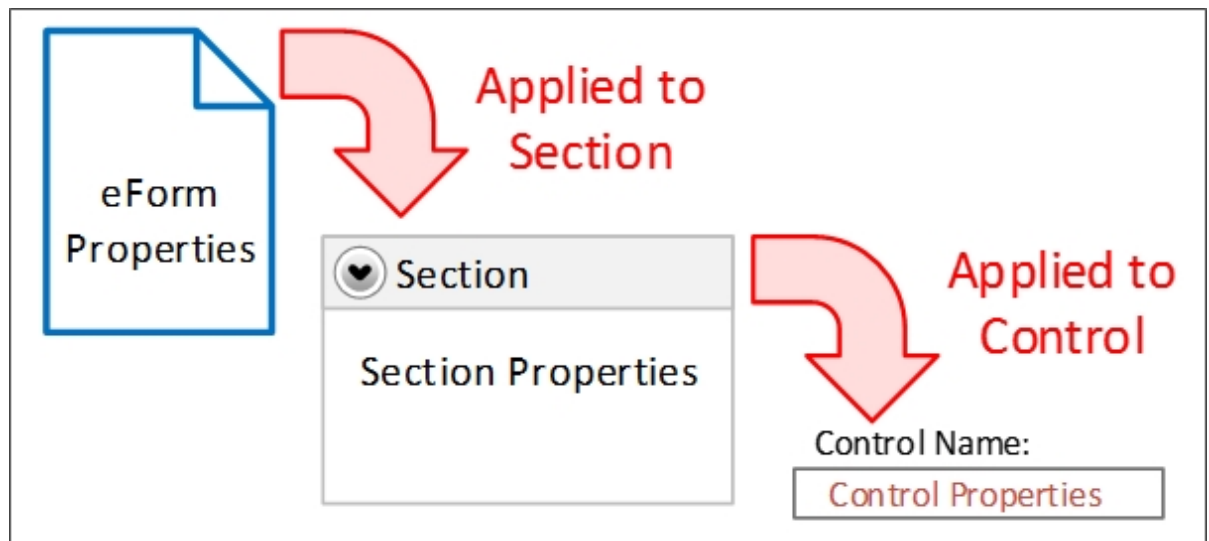 eForm
Properties
Applied to
Section
Section
Section Properties
Applied to
Control
Control Name:
Control Properties